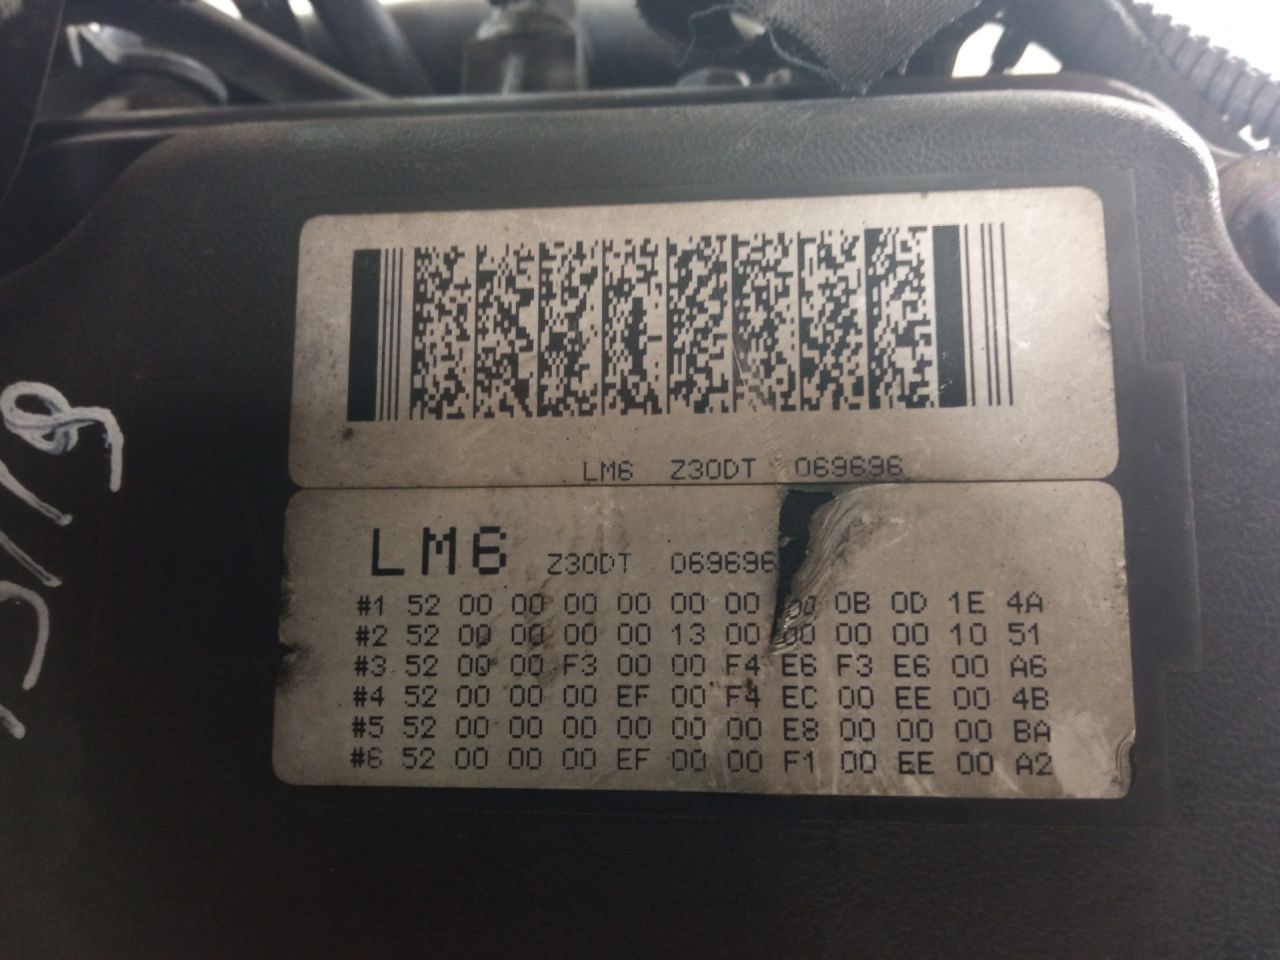 LM6 Z30DT 069696
LM6 Z30DT 069696
#1 52 00 00 00 00 00 00 00 0B 0D 1E 4A
#2 52 00 00 00 00 13 00 00 00 00 10 51
#3 52 00 00 F3 00 00 F4 E6 F3 E6 00 A6
#4 52 00 00 00 EF 00 F4 EC 00 EE 00 4B
#5 52 00 00 00 00 00 00 E8 00 00 00 BA
#6 52 00 00 00 EF 00 00 F1 00 EE 00 A2